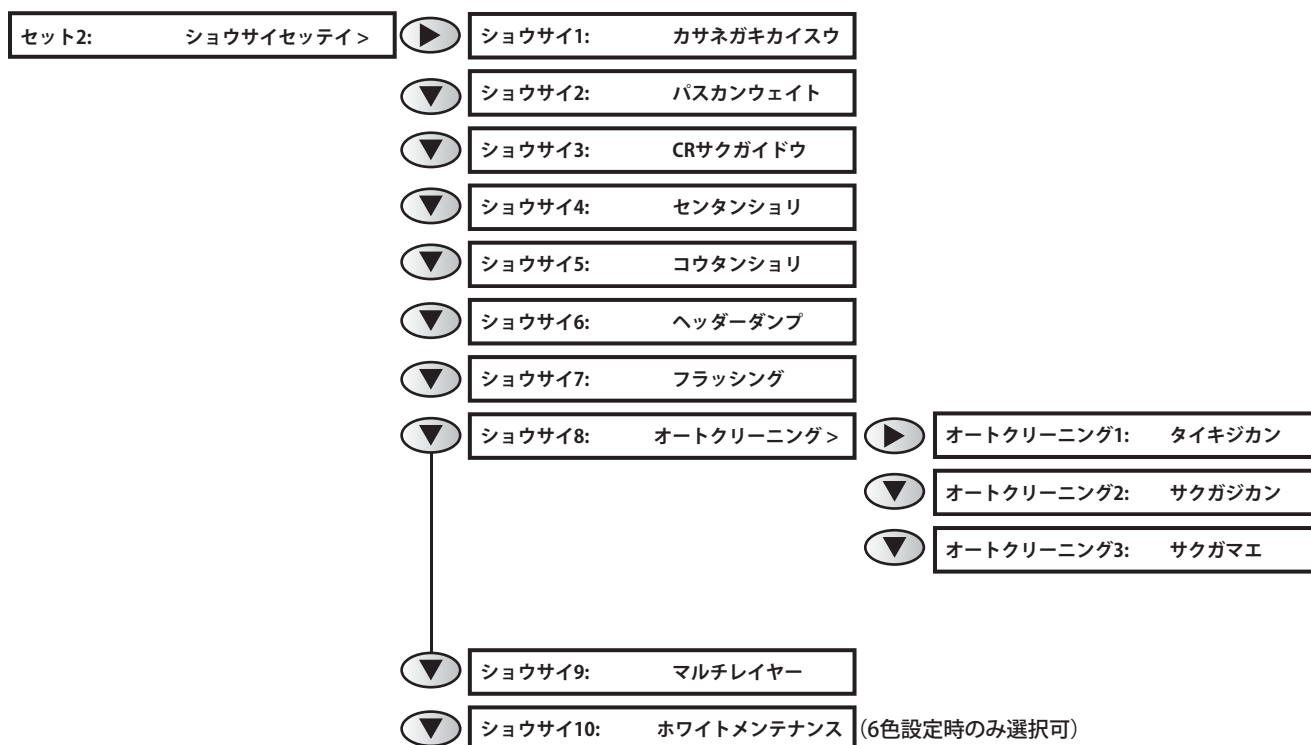 セット2: ショウサイセッテイ >
ショウサイ1: カサネガキカイスウ
ショウサイ2: パスカンウェイト
ショウサイ3: CRサクガイドウ
ショウサイ4: センタンショリ
ショウサイ5: コウタンショリ
ショウサイ6: ヘッダーダンプ
ショウサイ7: フラッシング
ショウサイ8: オートクリーニング >
オートクリーニング1: タイキジカン
オートクリーニング2: サクガジカン
オートクリーニング3: サクガマエ
ショウサイ9: マルチレイヤー
ショウサイ10: ホワイトメンテナンス (6色設定時のみ選択可)